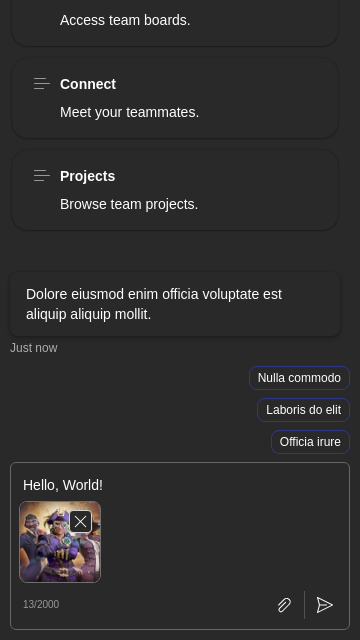 Access team boards.
Connect
Meet your teammates.
Projects
Browse team projects.
Dolore eiusmod enim officia voluptate est
aliquip aliquip mollit.
Just now
Nulla commodo
Laboris do elit
Officia irure
Hello, World!
13/2000